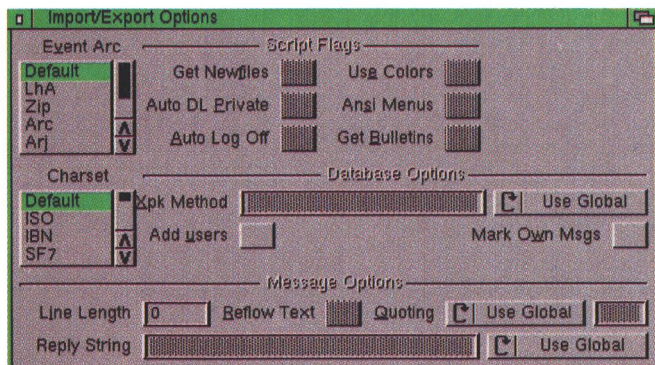 Import/Export Options
Event Arc
Script Flags
Default
LhA
Zip
Arc
Arj
Get Newfiles
Use Colors
Auto DL Private
Ansi Menus
Auto Log Off
Get Bulletins
Charset
Database Options
Default
ISO
IBN
SF7
Xpk Method
Use Global
Add users
Mark Own Msgs
Message Options
Line Length 0 Reflow Text Quoting Use Global
Reply String Use Global